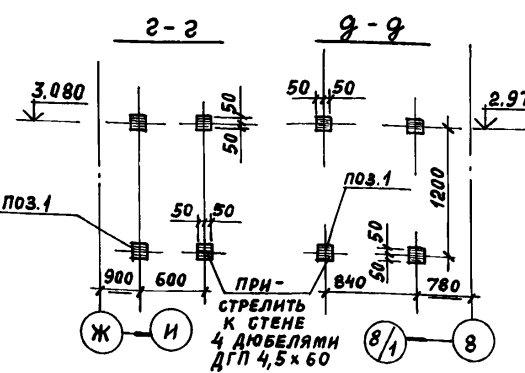 г-г
д-д
3.080
50
50
50
50
2.97
ПОЗ.1
50
50
ПОЗ.1
1200
50
50
900
600
840
780
ПРИ-
СТРЕЛИТЬ
К СТЕНЕ
4 ДЮБЕЛЯМИ
ДГП 4,5×60
Ж
И
8/1
8